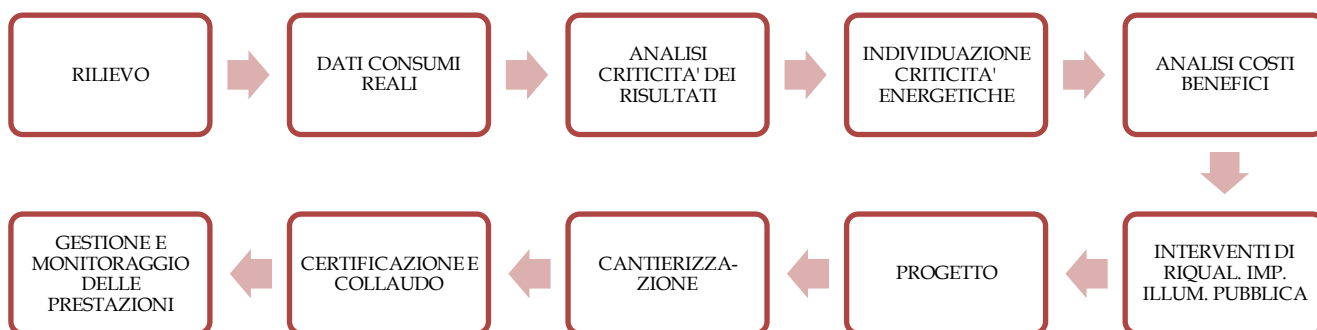 RILIEVO
DATI CONSUMI
REALI
ANALISI
CRITICITA' DEI
RISULTATI
INDIVIDUAZIONE
CRITICITA'
ENERGETICHE
ANALISI COSTI
BENEFICI
INTERVENTI DI
RIQUAL. IMP.
ILLUM. PUBBLICA
PROGETTO
CANTIERIZZA-
ZIONE
CERTIFICAZIONE E
COLLAUDO
GESTIONE E
MONITORAGGIO
DELLE
PRESTAZIONI